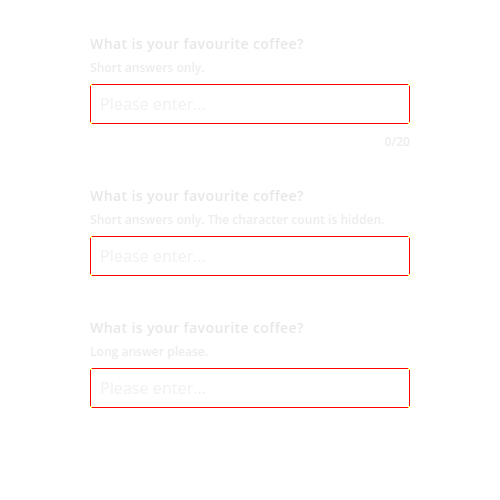 What is your favourite coffee?
Short answers only.
Please enter...
0/20
What is your favourite coffee?
Short answers only. The character count is hidden.
Please enter...
What is your favourite coffee?
Long answer please.
Please enter...